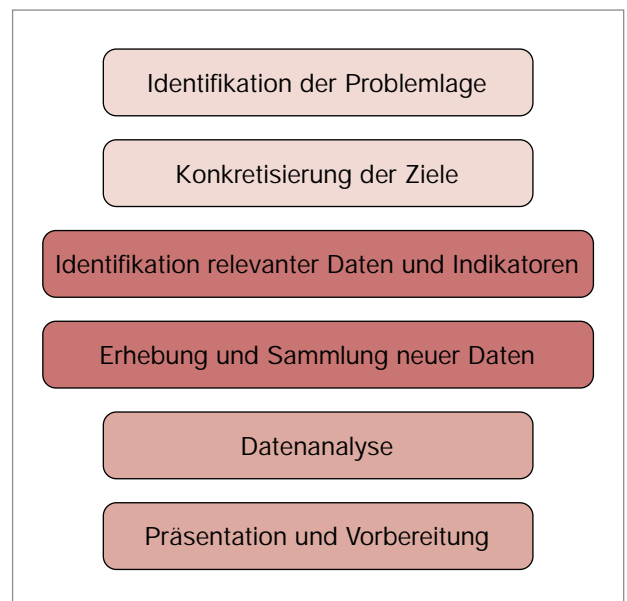 Identifikation der Problemlage
Konkretisierung der Ziele
Identifikation relevanter Daten und Indikatoren
Erhebung und Sammlung neuer Daten
Datenanalyse
Präsentation und Vorbereitung